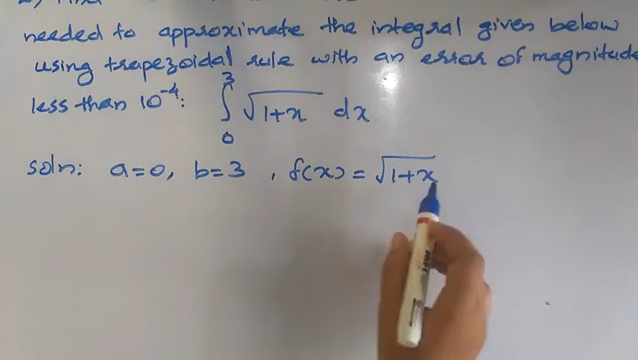 needed to approximate the integral given below
using trapezoidal rule with an error of magnitude
less than 10⁻⁴: ∫₀³ √(1+x) dx
soln: a=0, b=3, f(x) = √(1+x)